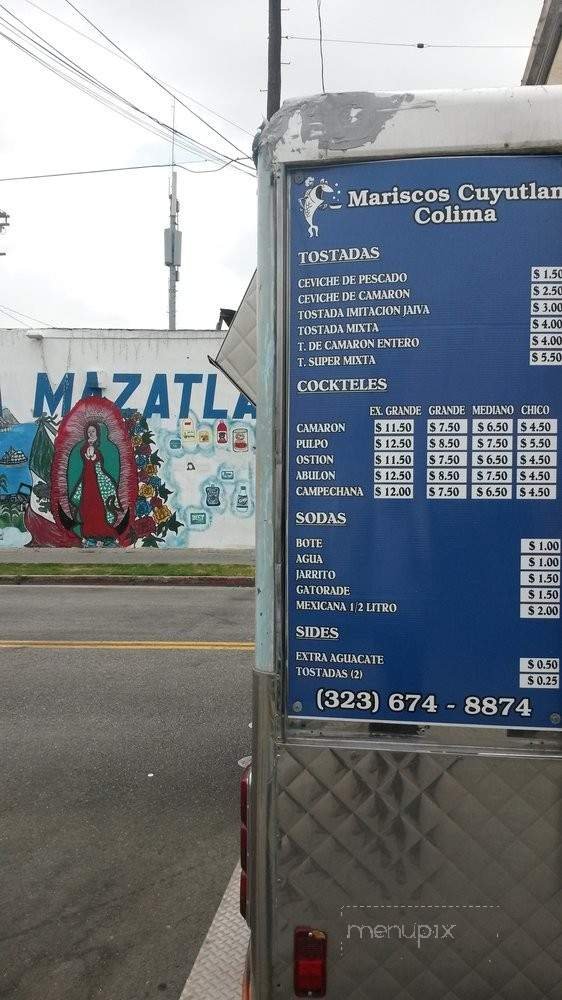 Mariscos Cuyutlan
Colima
TOSTADAS
CEVICHE DE PESCADO $ 1.50
CEVICHE DE CAMARON $ 2.50
TOSTADA IMITACION JAIVA $ 3.00
TOSTADA MIXTA $ 4.00
T. DE CAMARON ENTERO $ 4.00
T. SUPER MIXTA $ 5.50
COCKTELES
EX. GRANDE GRANDE MEDIANO CHICO
CAMARON $ 11.50 $ 7.50 $ 6.50 $ 4.50
PULPO $ 12.50 $ 8.50 $ 7.50 $ 5.50
OSTION $ 11.50 $ 7.50 $ 6.50 $ 4.50
ABULON $ 12.50 $ 8.50 $ 7.50 $ 4.50
CAMPECHANA $ 12.00 $ 7.50 $ 6.50 $ 4.50
SODAS
BOTE $ 1.00
AGUA $ 1.00
JARRITO $ 1.50
GATORADE $ 1.50
MEXICANA 1/2 LITRO $ 2.00
SIDES
EXTRA AGUACATE $ 0.50
TOSTADAS (2) $ 0.25
(323) 674 - 8874
MAZATLA
menupix